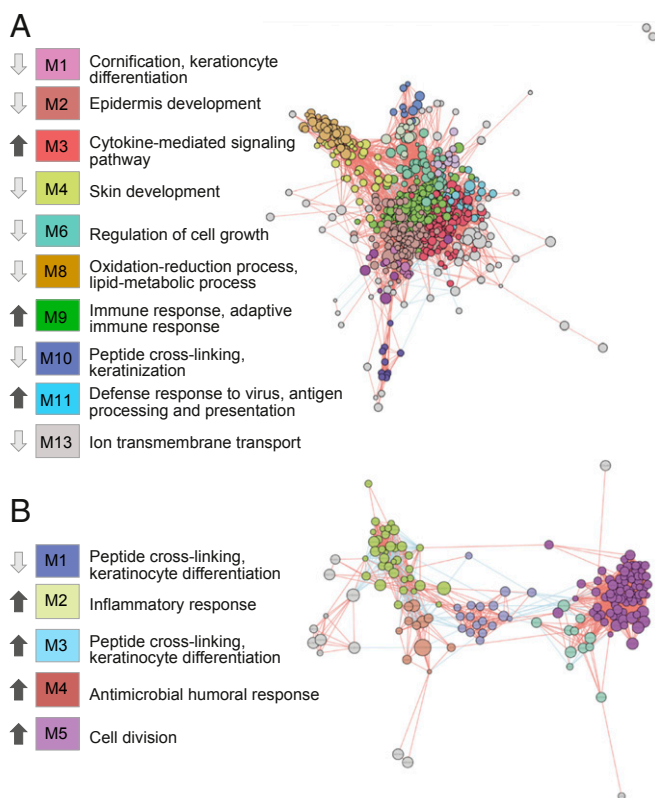 A
M1 Cornification, kerationcyte
differentiation
M2 Epidermis development
M3 Cytokine-mediated signaling
pathway
M4 Skin development
M6 Regulation of cell growth
M8 Oxidation-reduction process,
lipid-metabolic process
M9 Immune response, adaptive
immune response
M10 Peptide cross-linking,
keratinization
M11 Defense response to virus, antigen
processing and presentation
M13 Ion transmembrane transport
B
M1 Peptide cross-linking,
keratinocyte differentiation
M2 Inflammatory response
M3 Peptide cross-linking,
keratinocyte differentiation
M4 Antimicrobial humoral response
M5 Cell division